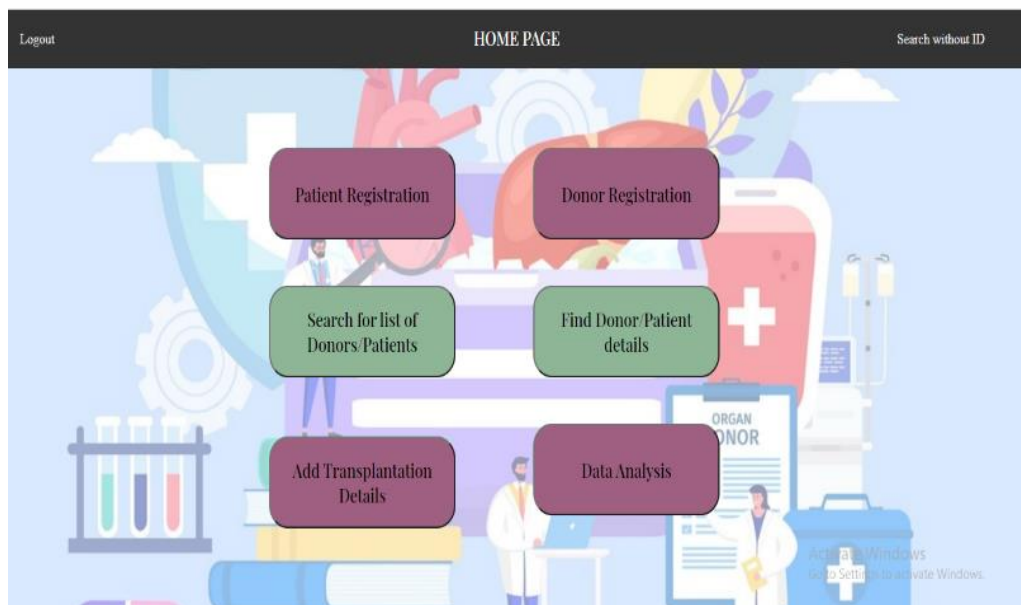 Logout
HOME PAGE
Search without ID
Patient Registration
Donor Registration
Search for list of
Donors/Patients
Find Donor/Patient
details
ORGAN
DONOR
Add Transplantation
Details
Data Analysis
Activate Windows
Go to Settings to activate Windows.